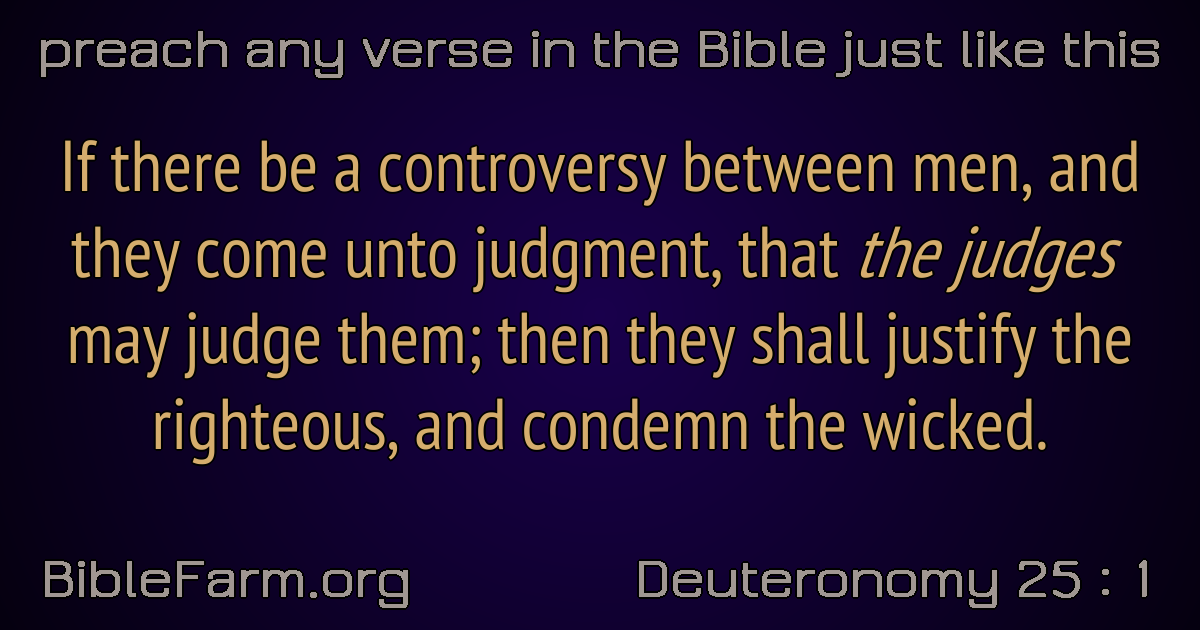 preach any verse in the Bible just like this
If there be a controversy between men, and
they come unto judgment, that the judges
may judge them; then they shall justify the
righteous, and condemn the wicked.
BibleFarm.org
Deuteronomy 25 : 1